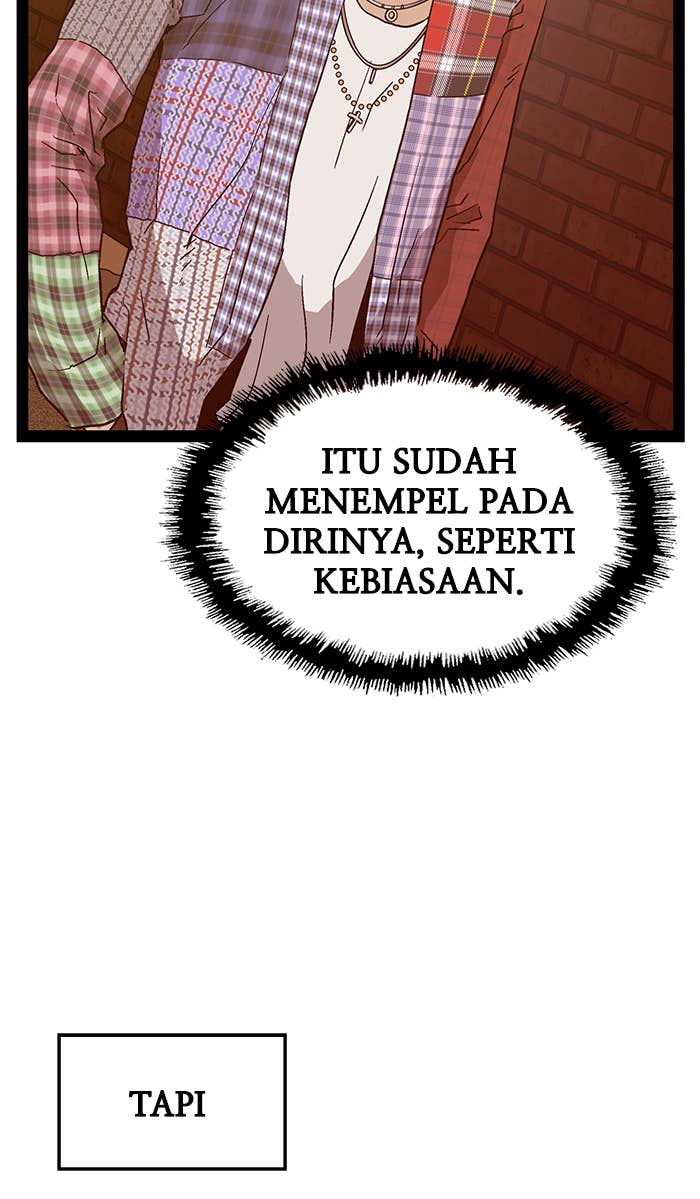 ITU SUDAH
MENEMPEL PADA
DIRINYA, SEPERTI
KEBIASAAN.
TAPI